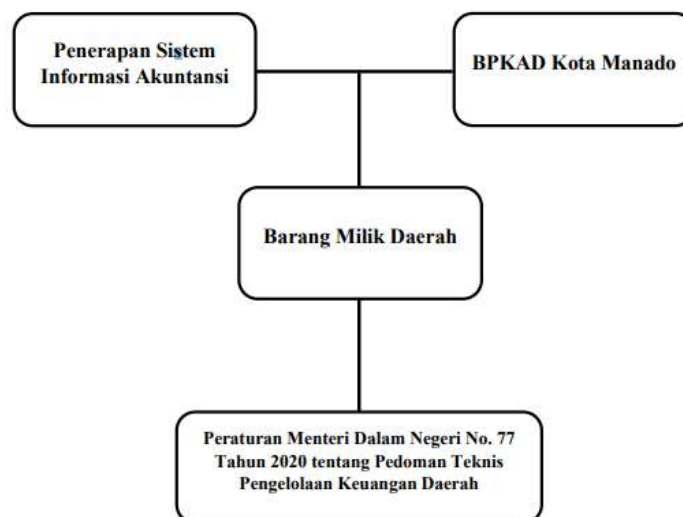 Penerapan Sistem
Informasi Akuntansi
BPKAD Kota Manado
Barang Milik Daerah
Peraturan Menteri Dalam Negeri No. 77
Tahun 2020 tentang Pedoman Teknis
Pengelolaan Keuangan Daerah